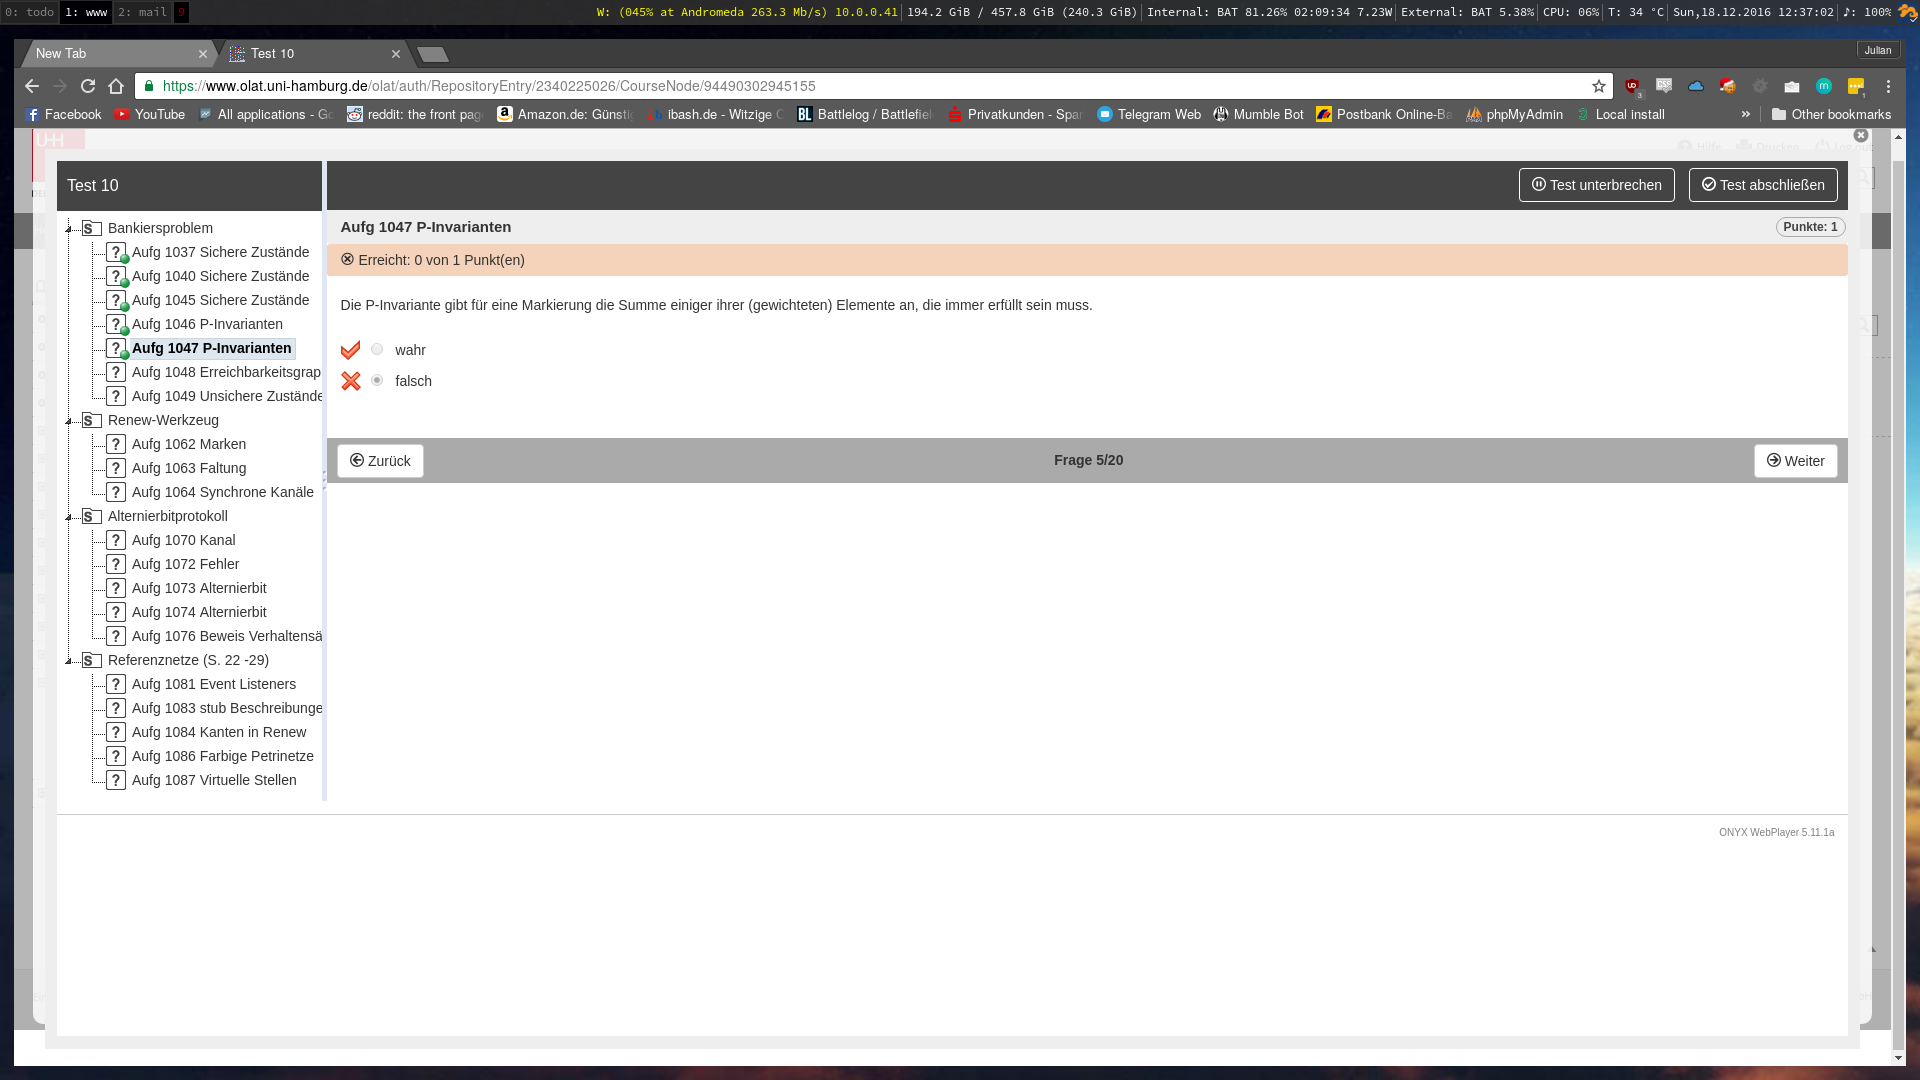 0: todo 1: www 2: mail 9 W: (045% at Andromeda 263.3 Mb/s) 10.0.0.41 194.2 GiB / 457.8 GiB (240.3 GiB) Internal: BAT 81.26% 02:09:34 7.23W External: BAT 5.38% CPU: 06% T: 34 °C Sun,18.12.2016 12:37:02 ♪: 100%
New Tab Test 10 Julian
https://www.olat.uni-hamburg.de/olat/auth/RepositoryEntry/2340225026/CourseNode/94490302945155
Facebook YouTube All applications - Go reddit: the front pag Amazon.de: Günsti ibash.de - Witzige C Battlelog / Battlefiel Privatkunden - Spar Telegram Web Mumble Bot Postbank Online-Ba phpMyAdmin Local install » Other bookmarks
Test 10 Test unterbrechen Test abschließen
Bankiersproblem
Aufg 1037 Sichere Zustände
Aufg 1040 Sichere Zustände
Aufg 1045 Sichere Zustände
Aufg 1046 P-Invarianten
Aufg 1047 P-Invarianten
Aufg 1048 Erreichbarkeitsgrap
Aufg 1049 Unsichere Zustände
Renew-Werkzeug
Aufg 1062 Marken
Aufg 1063 Faltung
Aufg 1064 Synchrone Kanäle
Alternierbitprotokoll
Aufg 1070 Kanal
Aufg 1072 Fehler
Aufg 1073 Alternierbit
Aufg 1074 Alternierbit
Aufg 1076 Beweis Verhaltensä
Referenznetze (S. 22 -29)
Aufg 1081 Event Listeners
Aufg 1083 stub Beschreibunge
Aufg 1084 Kanten in Renew
Aufg 1086 Farbige Petrinetze
Aufg 1087 Virtuelle Stellen
Aufg 1047 P-Invarianten Punkte: 1
Erreicht: 0 von 1 Punkt(en)
Die P-Invariante gibt für eine Markierung die Summe einiger ihrer (gewichteten) Elemente an, die immer erfüllt sein muss.
wahr
falsch
Zurück Frage 5/20 Weiter
ONYX WebPlayer 5.11.1a